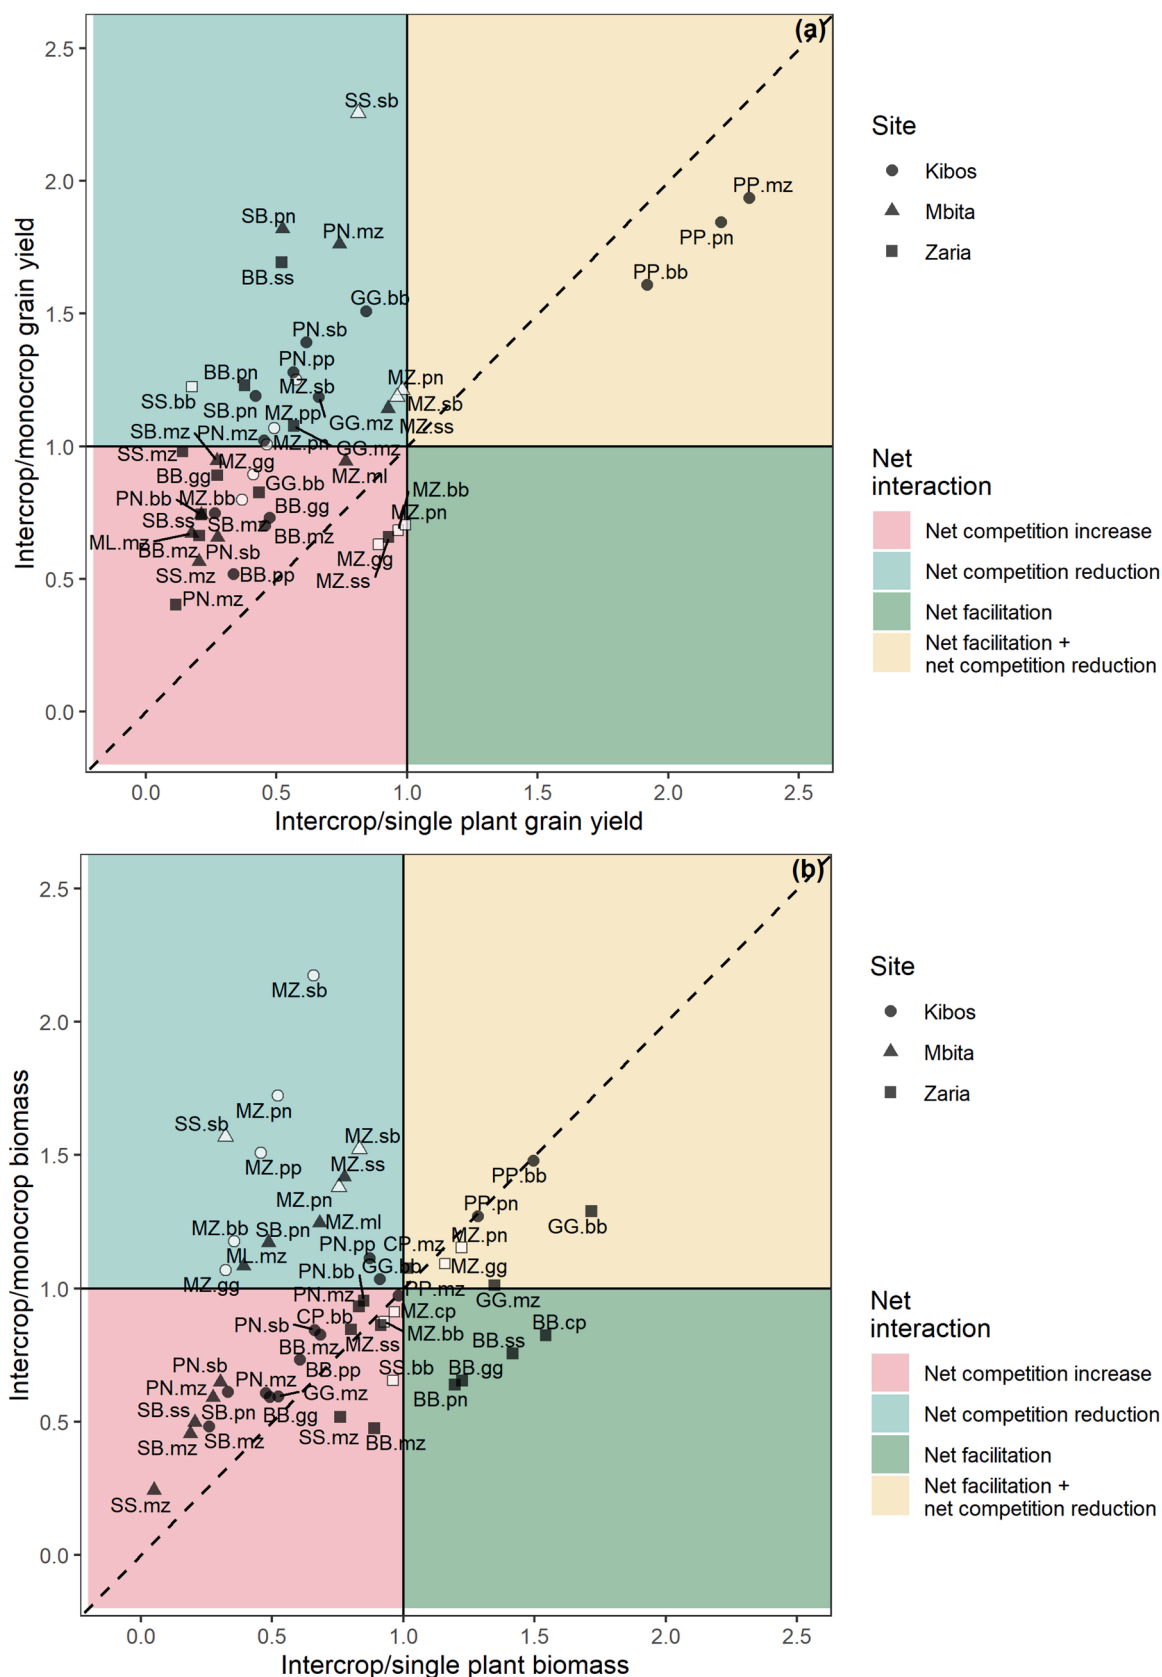 (a)
2.5
SS.sb
Site
Kibos
2.0
PP.mz
Mbita
SB.pn
PN.mz
PP.pn
Zaria
BB.ss
PP.bb
Intercrop/monocrop grain yield
1.5
GG.bb
PN.sb
PN.pp
BB.pn
MZ.pn
MZ.sb
SS.bb
MZ.sb
SB.pn
MZ.pp
GG.mz
MZ.ss
SB.mz
PN.mz
MZ.pn
1.0
GG.mz
SS.mz
MZ.gg
Net
interaction
BB.gg
MZ.ml
GG.bb
MZ.bb
PN.bb
MZ.bb
BB.gg
MZ.pn
SB.ss
SB.mz
Net competition increase
ML.mz
BB.mz
BB.mz
PN.sb
MZ.gg
Net competition reduction
SS.mz
BB.pp
MZ.ss
0.5
PN.mz
Net facilitation
Net facilitation +
net competition reduction
0.0
0.0
0.5
1.0
1.5
2.0
2.5
Intercrop/single plant grain yield
(b)
2.5
Site
MZ.sb
Kibos
2.0
Mbita
Zaria
MZ.pn
SS.sb
MZ.sb
Intercrop/monocrop biomass
1.5
MZ.pp
MZ.ss
PP.bb
MZ.pn
PP.pn
MZ.bb
SB.pn
MZ.ml
MZ.pn
GG.bb
ML.mz
PN.pp
CP.mz
MZ.gg
PN.bb
GG.bb
MZ.gg
1.0
PN.mz
PP.mz
GG.mz
Net
interaction
PN.sb
CP.bb
MZ.cp
BB.cp
BB.mz
MZ.ss
MZ.bb
BB.ss
PN.sb
BB.pp
SS.bb
BB.gg
Net competition increase
PN.mz
PN.mz
GG.mz
BB.pn
SB.ss
SB.pn
BB.gg
Net competition reduction
0.5
SB.mz
SB.mz
SS.mz
BB.mz
Net facilitation
SS.mz
Net facilitation +
net competition reduction
0.0
0.0
0.5
1.0
1.5
2.0
2.5
Intercrop/single plant biomass